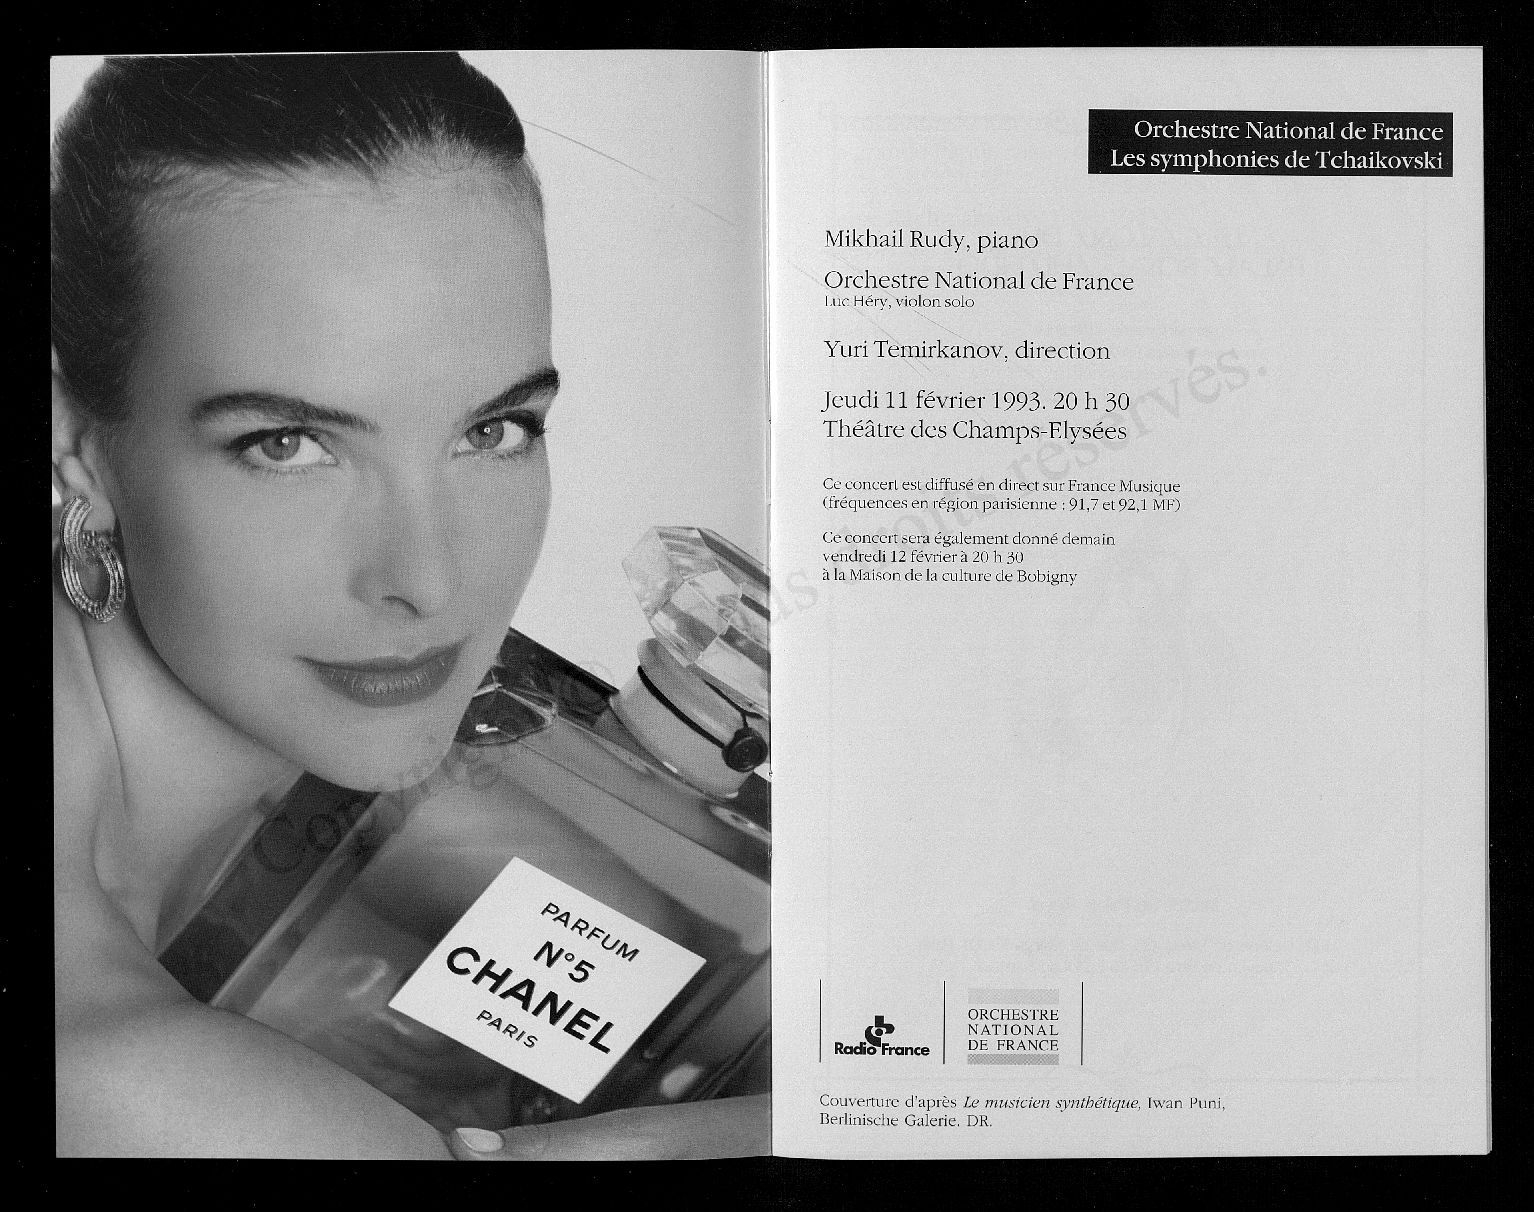 PARFUM
N°5
CHANEL
PARIS
Orchestre National de France
Les symphonies de Tchaikovski
Mikhail Rudy, piano
Orchestre National de France
Luc Héry, violon solo
Yuri Temirkanov, direction
Jeudi 11 février 1993. 20 h 30
Théâtre des Champs-Elysées
Ce concert est diffusé en direct sur France Musique
(fréquences en région parisienne : 91,7 et 92,1 MF)
Ce concert sera également donné demain
vendredi 12 février à 20 h 30
à la Maison de la culture de Bobigny
Radio France
ORCHESTRE
NATIONAL
DE FRANCE
Couverture d'après Le musicien synthétique, Iwan Puni,
Berlinische Galerie. DR.
Copyright © Tous droits réservés.